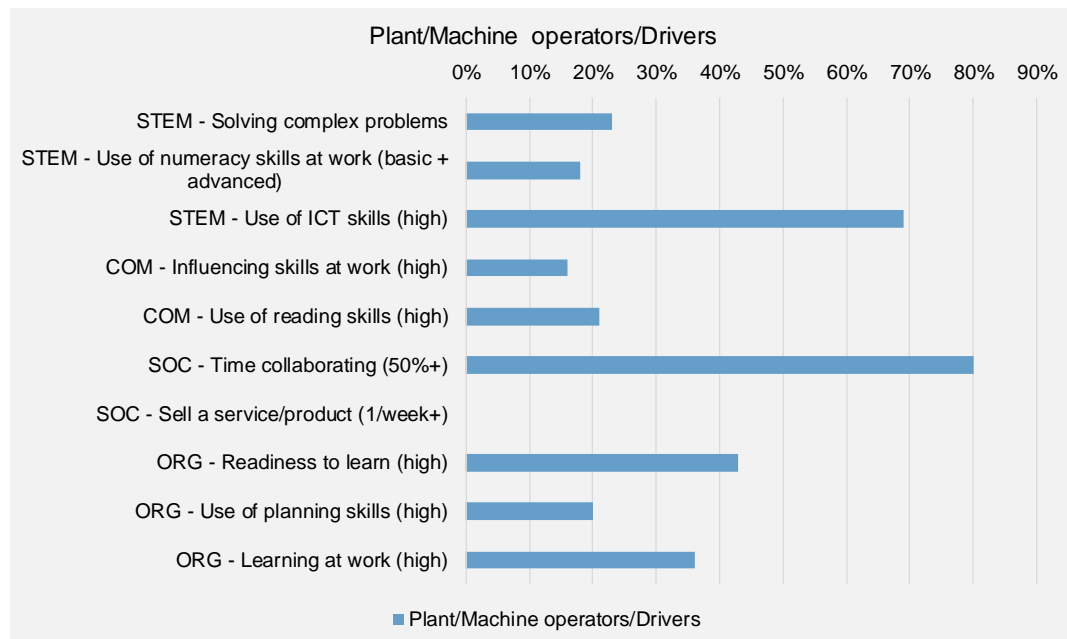 Plant/Machine operators/Drivers
0% 10% 20% 30% 40% 50% 60% 70% 80% 90%
STEM - Solving complex problems
STEM - Use of numeracy skills at work (basic +
advanced)
STEM - Use of ICT skills (high)
COM - Influencing skills at work (high)
COM - Use of reading skills (high)
SOC - Time collaborating (50%+)
SOC - Sell a service/product (1/week+)
ORG - Readiness to learn (high)
ORG - Use of planning skills (high)
ORG - Learning at work (high)
Plant/Machine operators/Drivers